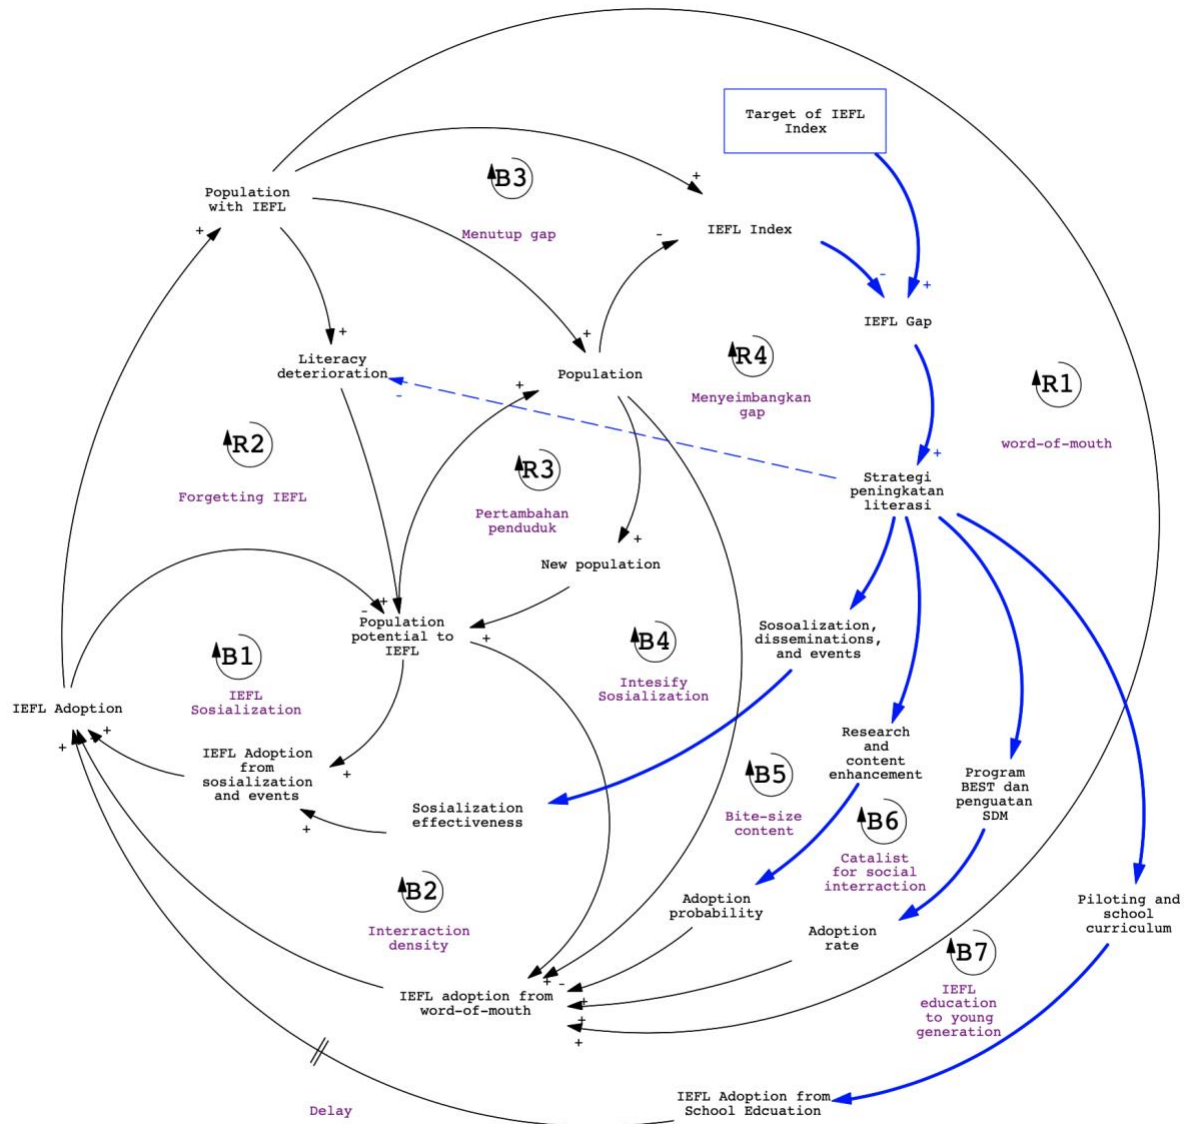 Target of IEFL
Index
B3
Population
with IEFL
+
+
Menutup gap
-
IEFL Index
-
+
+
IEFL Gap
+
Literacy
deterioration
-
+
Population
R4
Menyeimbangkan
gap
R1
word-of-mouth
+
R2
Forgetting IEFL
R3
Pertambahan
penduduk
+
Strategi
peningkatan
literasi
+
New population
-
+
Population
potential to
IEFL
+
B4
Intesify
Sosialization
Sosoalization,
disseminations,
and events
B1
IEFL
Sosialization
IEFL Adoption
+
+
IEFL Adoption
from
sosialization
and events
+
+
Sosialization
effectiveness
B5
Bite-size
content
Research
and
content
enhancement
Program
BEST dan
penguatan
SDM
B6
Catalist
for social
interraction
B2
Interraction
density
Adoption
probability
Adoption
rate
Piloting and
school
curriculum
B7
IEFL
education
to young
generation
IEFL adoption from
word-of-mouth
+
-
+
+
+
Delay
IEFL Adoption from
School Edcuation